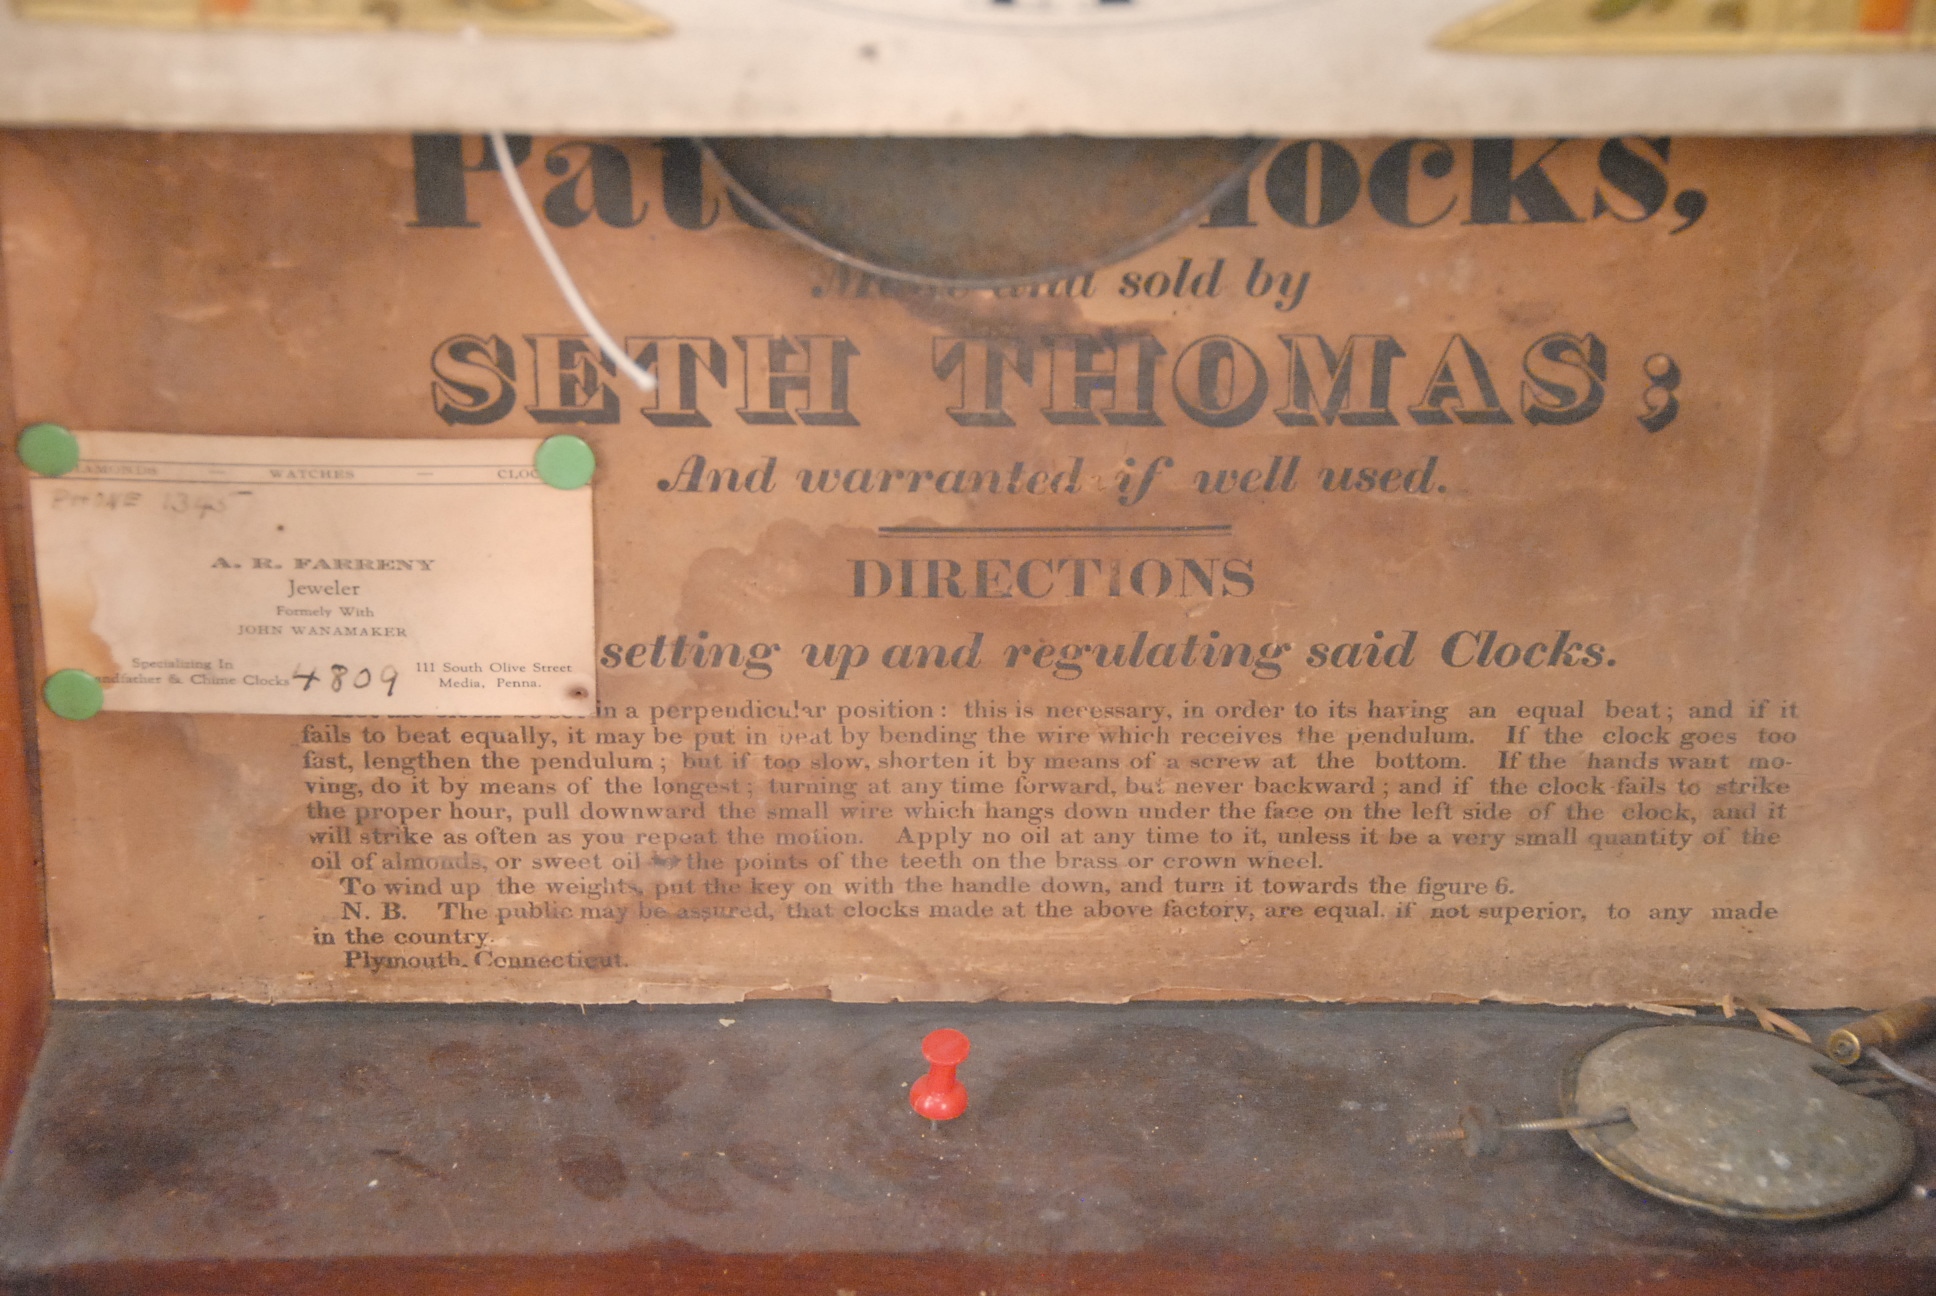 Pat locks,
and sold by
SETH THOMAS;
And warranted if well used.
DIRECTIONS
setting up and regulating said Clocks.
in a perpendicular position: this is necessary, in order to its having an equal beat; and if it
fails to beat equally, it may be put in beat by bending the wire which receives the pendulum. If the clock goes too
fast, lengthen the pendulum; but if too slow, shorten it by means of a screw at the bottom. If the hands want mo-
ving, do it by means of the longest; turning at any time forward, but never backward; and if the clock fails to strike
the proper hour, pull downward the small wire which hangs down under the face on the left side of the clock, and it
will strike as often as you repeat the motion. Apply no oil at any time to it, unless it be a very small quantity of the
oil of almonds, or sweet oil to the points of the teeth on the brass or crown wheel.
To wind up the weights, put the key on with the handle down, and turn it towards the figure 6.
N. B. The public may be assured, that clocks made at the above factory, are equal, if not superior, to any made
in the country.
Plymouth, Connecticut.
WATCHES — CLOC
PHONE 1345
A. R. FARRENY
Jeweler
Formely With
JOHN WANAMAKER
Specializing In
ndfather & Chime Clocks
4809
111 South Olive Street
Media, Penna.